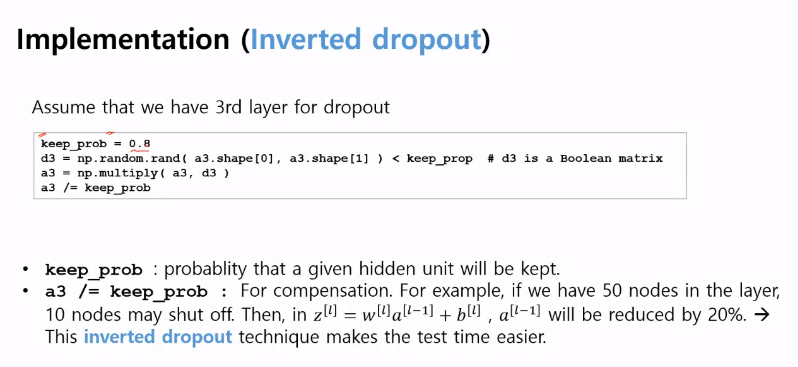 Implementation (Inverted dropout)
Assume that we have 3rd layer for dropout
keep_prob = 0.8
d3 = np.random.rand( a3.shape[0], a3.shape[1] ) < keep_prop # d3 is a Boolean matrix
a3 = np.multiply( a3, d3 )
a3 /= keep_prob
• keep_prob : probablity that a given hidden unit will be kept.
• a3 /= keep_prob : For compensation. For example, if we have 50 nodes in the layer,
10 nodes may shut off. Then, in z^[l] = w^[l]a^[l−1] + b^[l] , a^[l−1] will be reduced by 20%. →
This inverted dropout technique makes the test time easier.